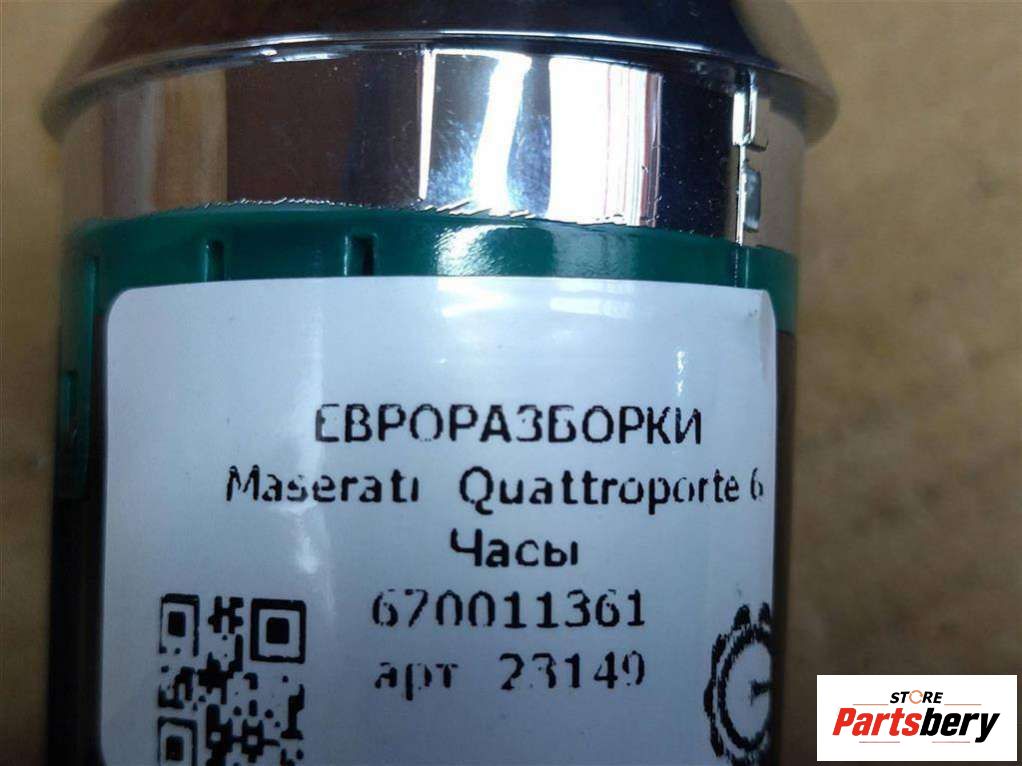 ЕВРОРАЗБОРКИ
Maserati Quattroporte 6
Часы
670011361
арт 23149
STORE
Partsbery